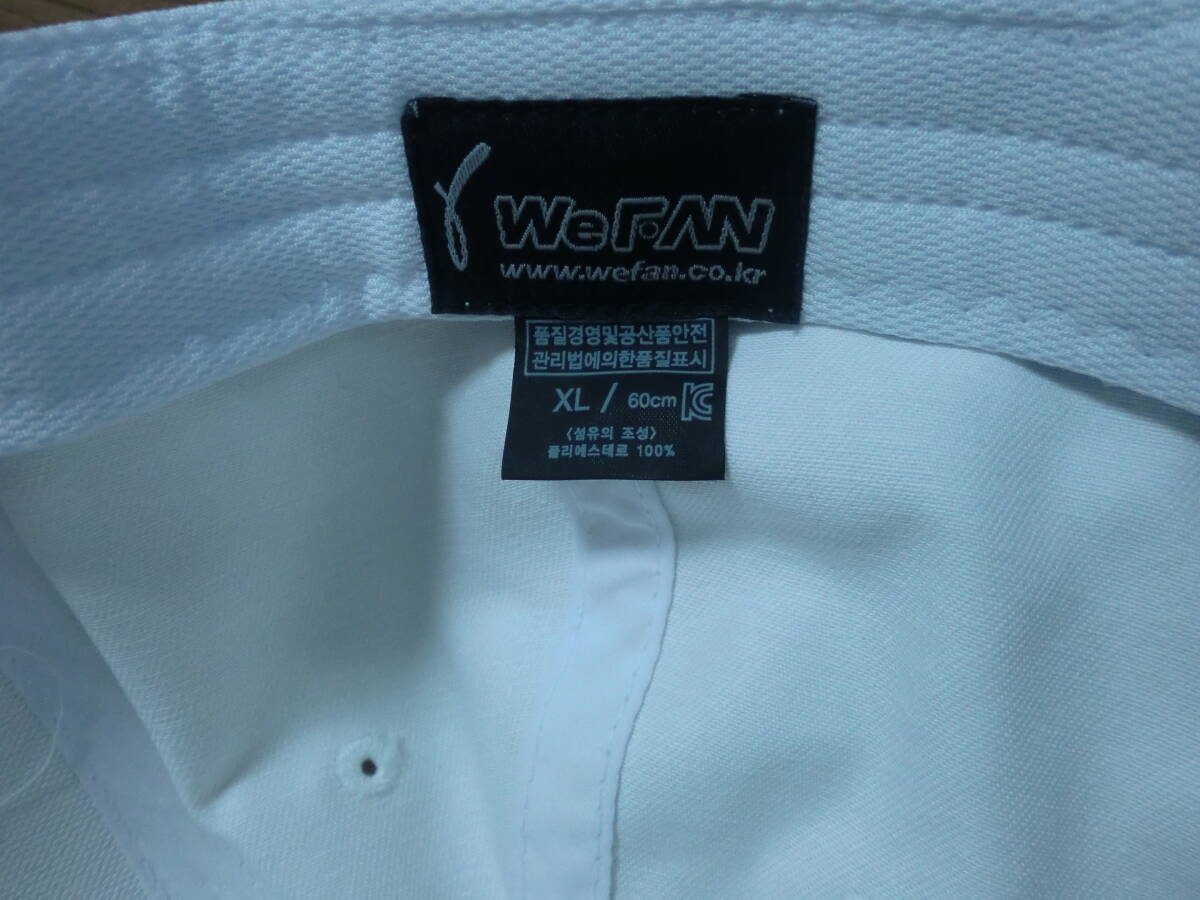 WeFAN
www.wefan.co.kr
품질경영및공산품안전
관리법에의한품질표시
XL / 60cm
〈섬유의 조성〉
폴리에스테르 100%